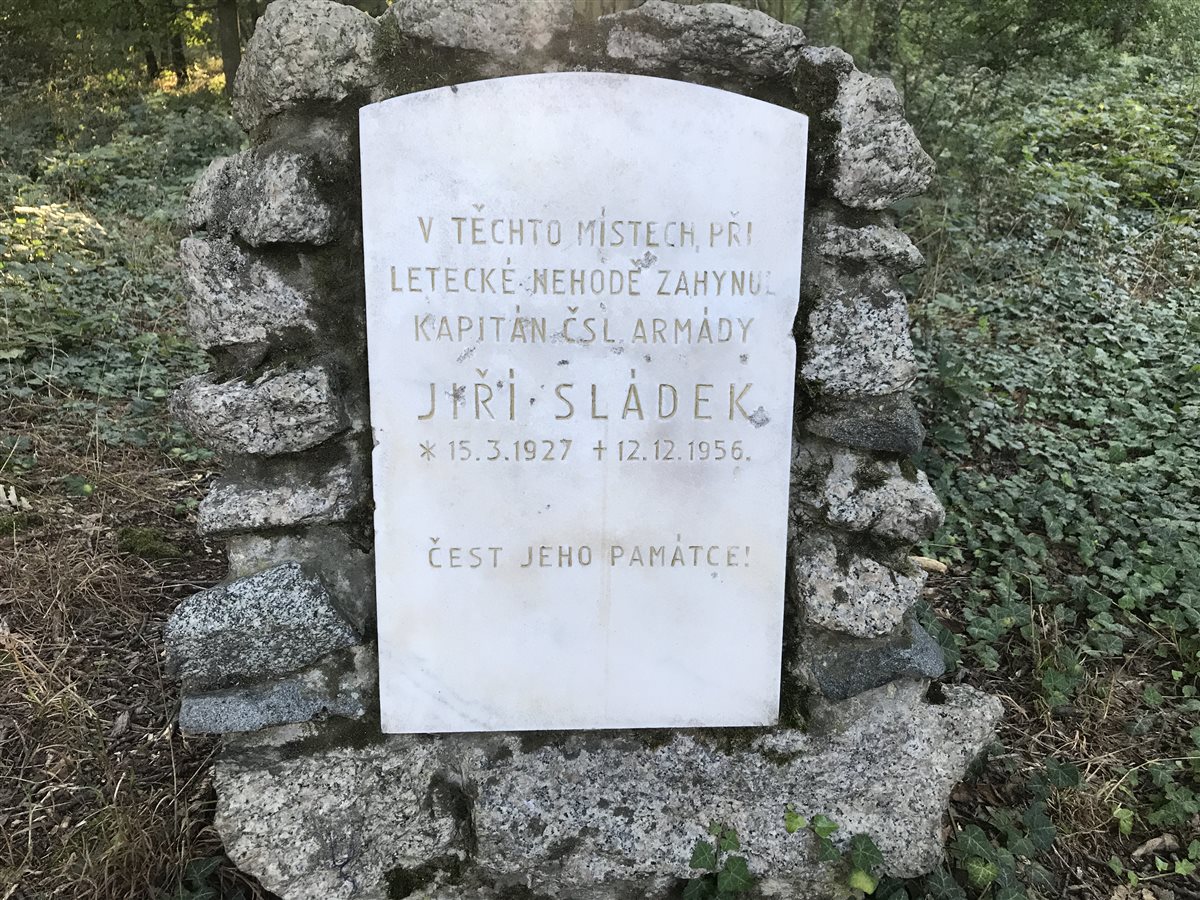 V TĚCHTO MÍSTECH, PŘI
LETECKÉ NEHODĚ ZAHYNUL
KAPITÁN ČSL. ARMÁDY
JIŘÍ SLÁDEK
* 15.3.1927 † 12.12.1956.
ČEST JEHO PAMÁTCE!